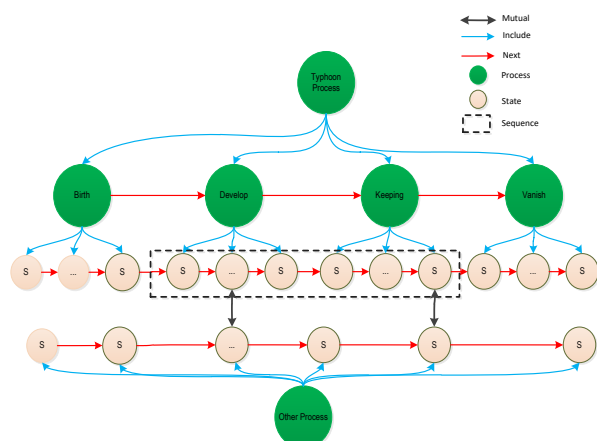 Mutual
Include
Next
Process
State
Sequence
Typhoon
Process
Birth
Develop
Keeping
Vanish
S
...
S
S
...
S
S
...
S
S
...
S
S
S
...
S
S
S
Other Process